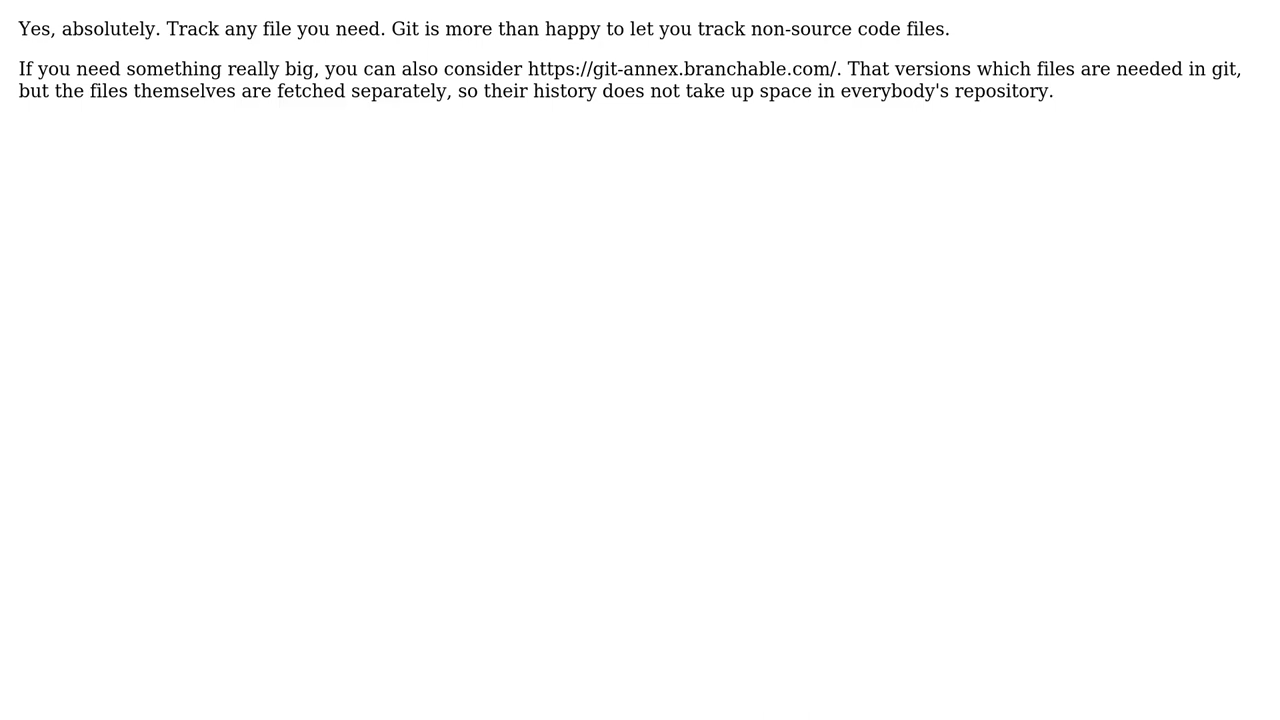 Yes, absolutely. Track any file you need. Git is more than happy to let you track non-source code files.
If you need something really big, you can also consider https://git-annex.branchable.com/. That versions which files are needed in git,
but the files themselves are fetched separately, so their history does not take up space in everybody's repository.